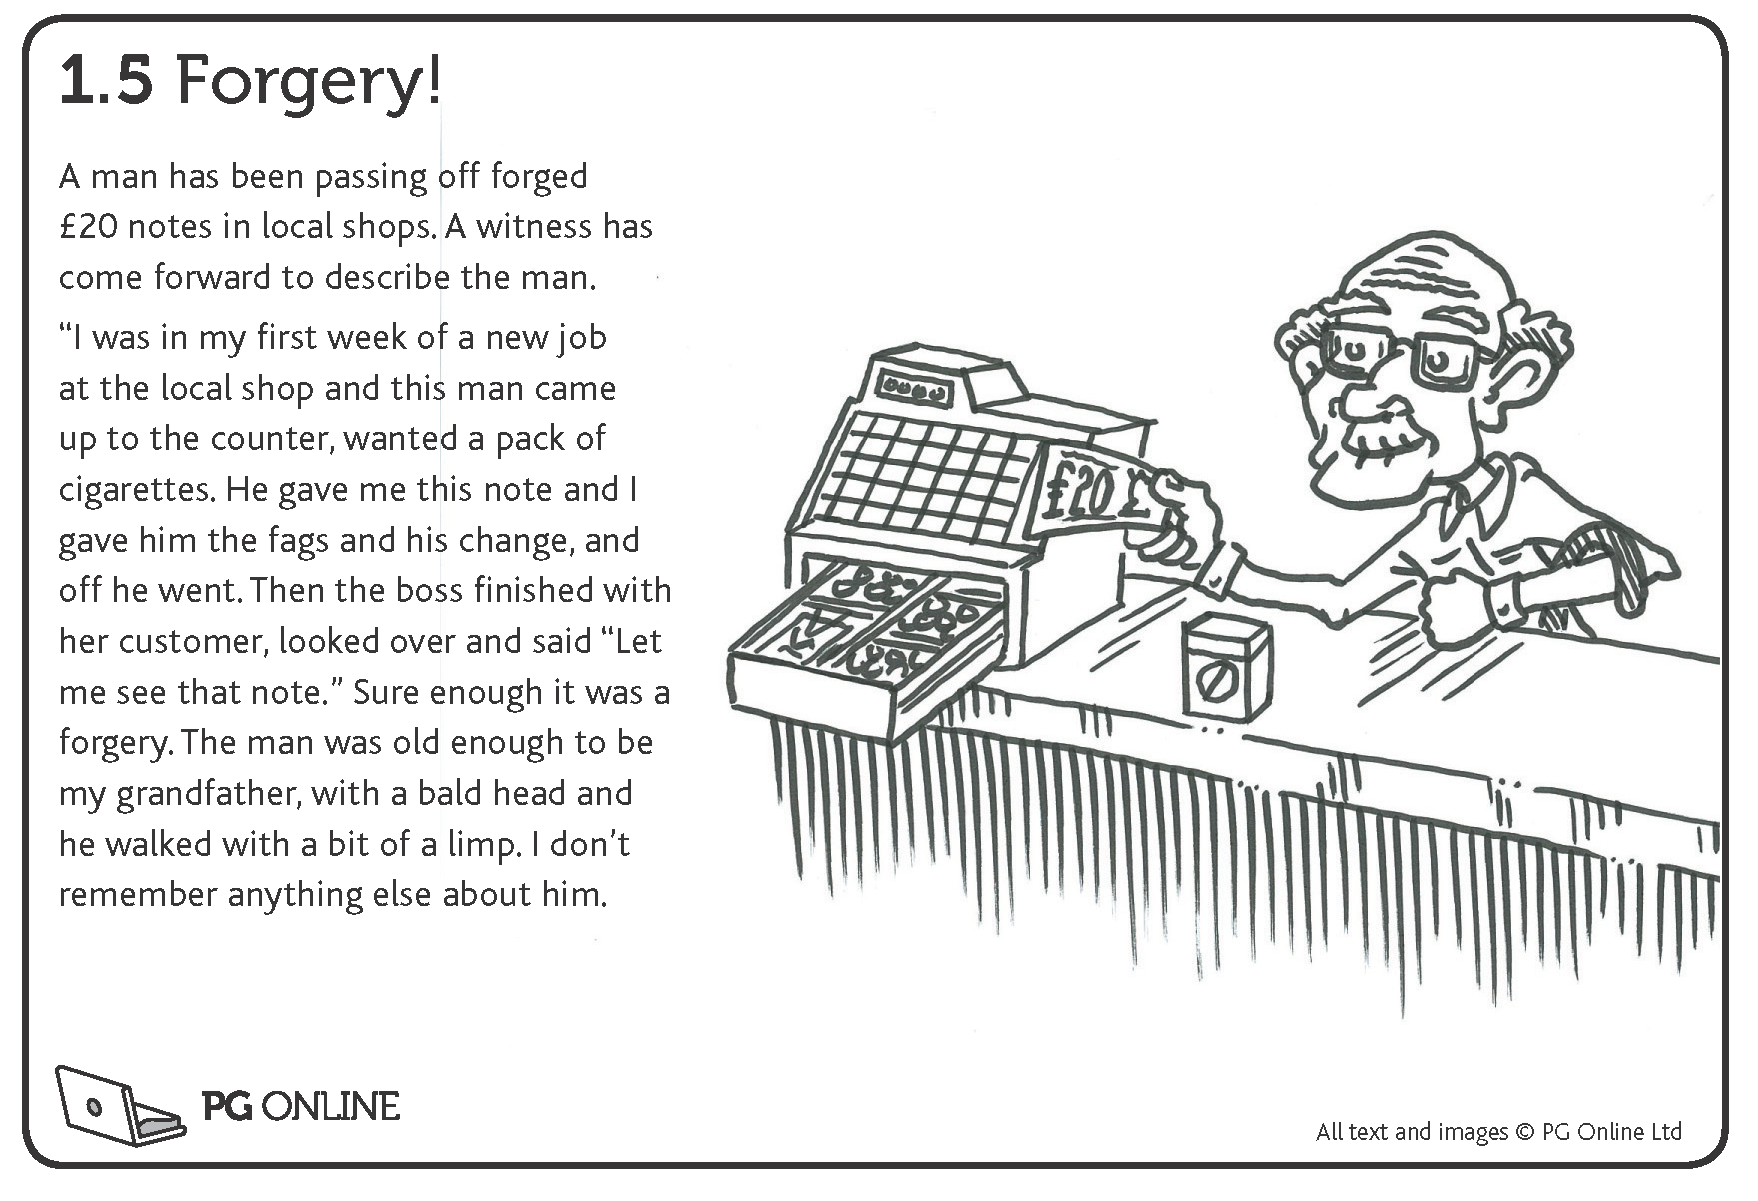 1.5 Forgery!
A man has been passing off forged
£20 notes in local shops. A witness has
come forward to describe the man.
“I was in my first week of a new job
at the local shop and this man came
up to the counter, wanted a pack of
cigarettes. He gave me this note and I
gave him the fags and his change, and
off he went. Then the boss finished with
her customer, looked over and said “Let
me see that note.” Sure enough it was a
forgery. The man was old enough to be
my grandfather, with a bald head and
he walked with a bit of a limp. I don’t
remember anything else about him.
£20 £
PG ONLINE
All text and images © PG Online Ltd